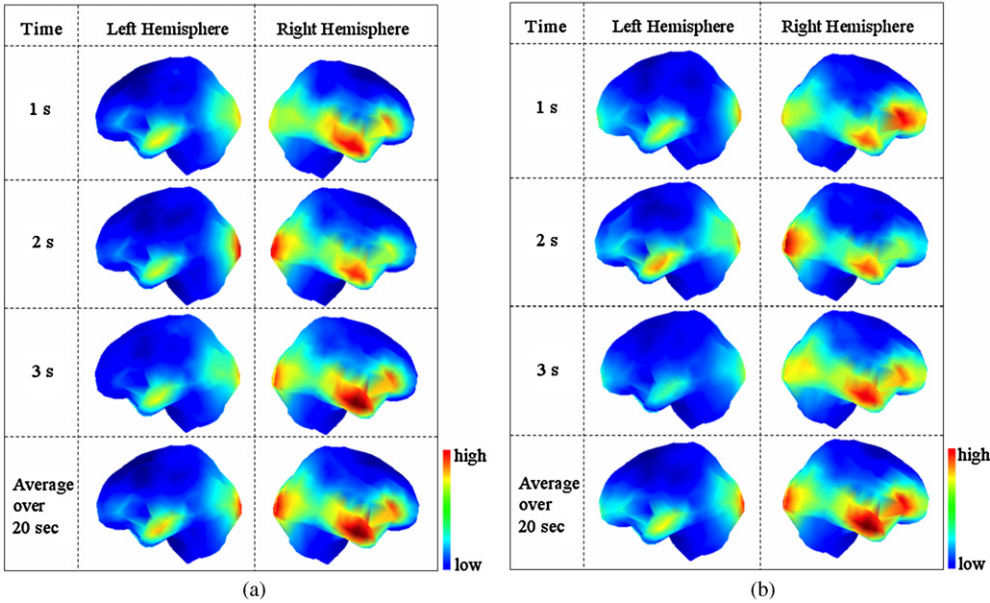 Time Left Hemisphere Right Hemisphere
1 s
2 s
3 s
Average
over
20 sec
high
low
(a)
Time Left Hemisphere Right Hemisphere
1 s
2 s
3 s
Average
over
20 sec
high
low
(b)